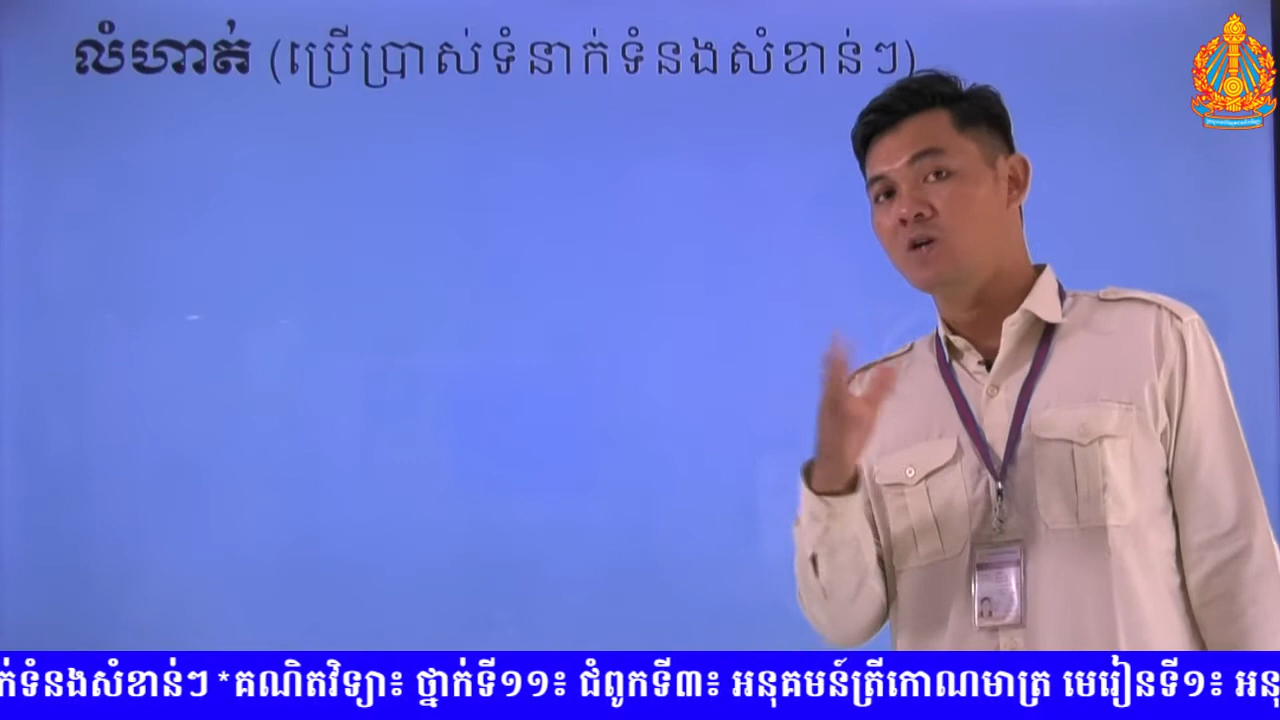 លំហាត់ (ប្រើប្រាស់ទំនាក់ទំនងសំខាន់ៗ)
ក់ទំនងសំខាន់ៗ *គណិតវិទ្យា៖ ថ្នាក់ទី១១៖ ជំពូកទី៣៖ អនុគមន៍ត្រីកោណមាត្រ មេរៀនទី១៖ អនុ